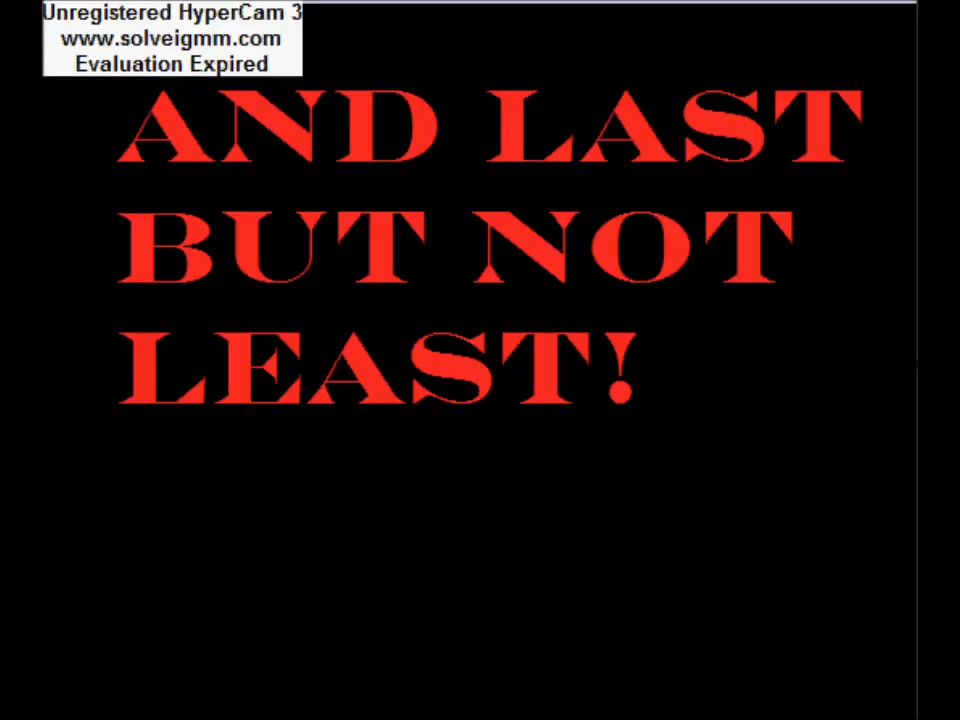 Unregistered HyperCam 3
www.solveigmm.com
Evaluation Expired
AND LAST
BUT NOT
LEAST!